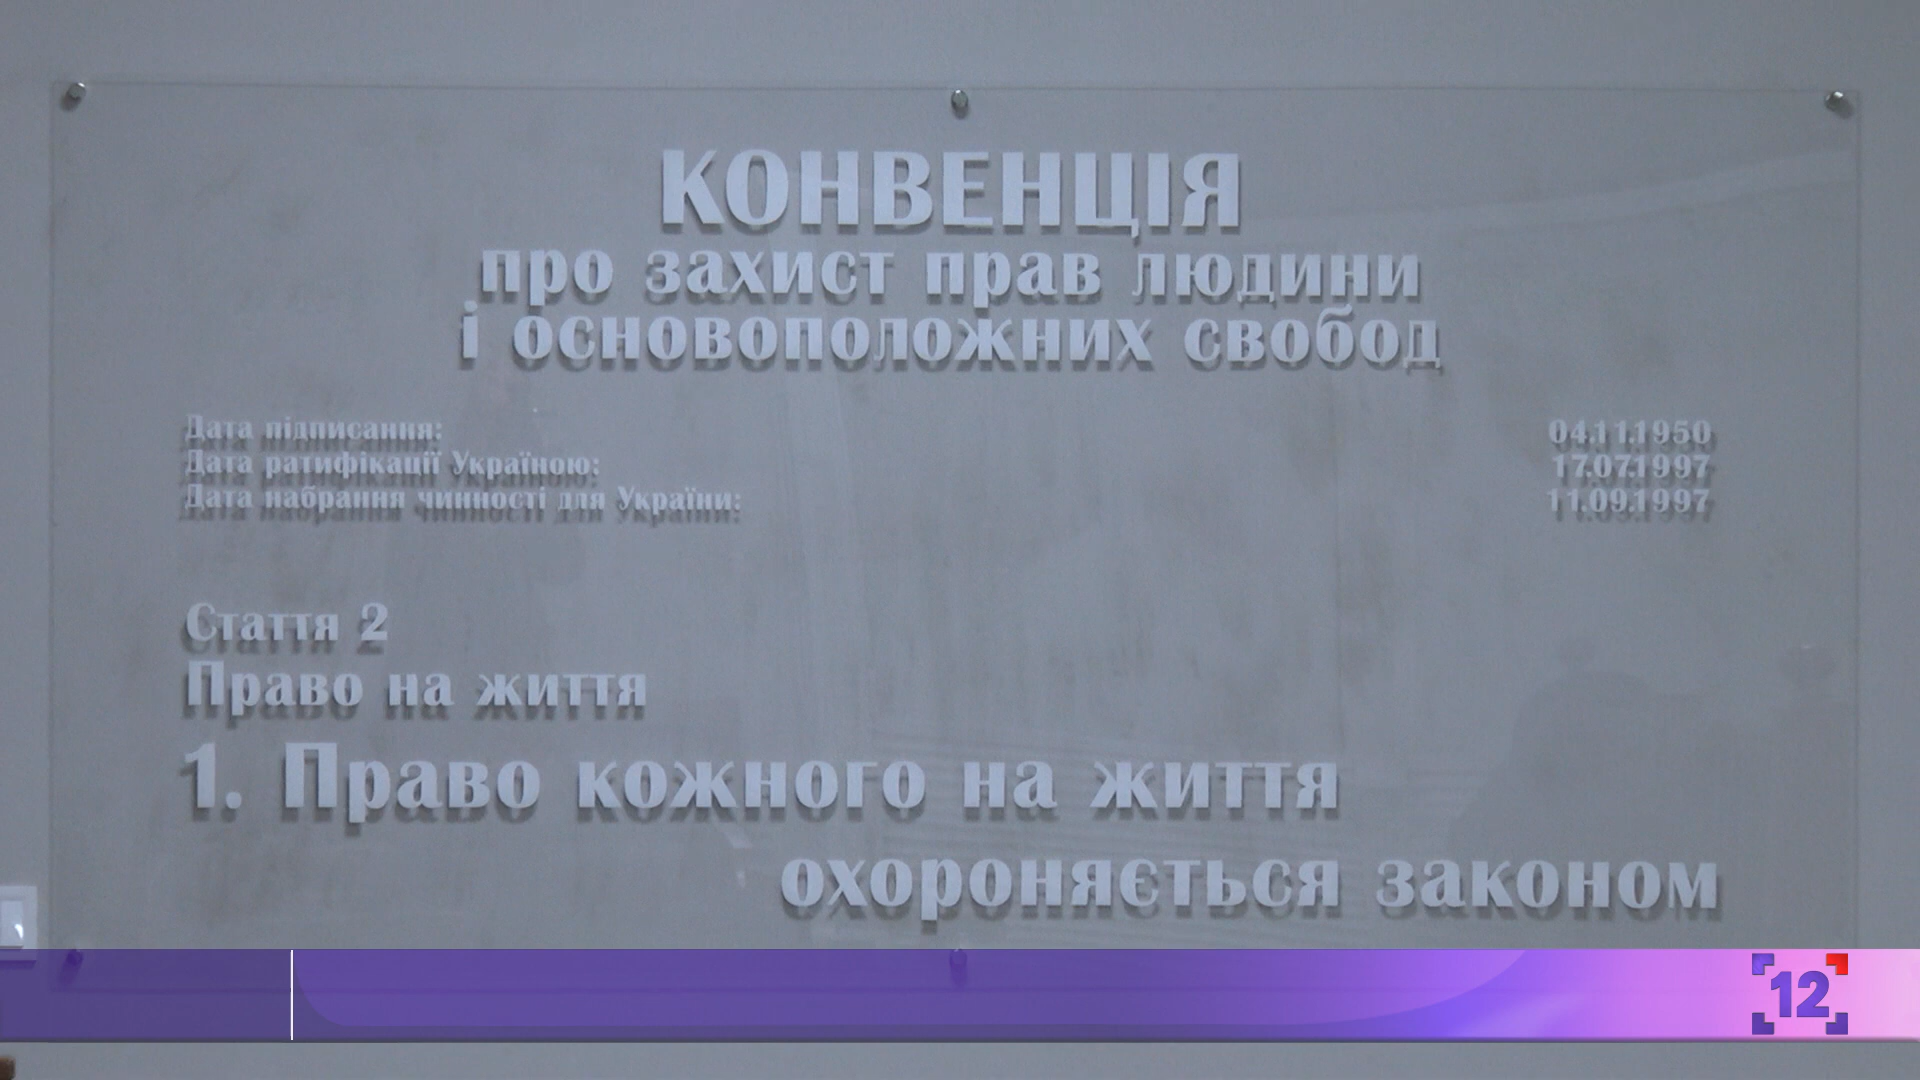 КОНВЕНЦІЯ
про захист прав людини
і основоположних свобод
Дата підписання: 04.11.1950
Дата ратифікації Україною: 17.07.1997
Дата набрання чинності для України: 11.09.1997
Стаття 2
Право на життя
1. Право кожного на життя
охороняється законом
12